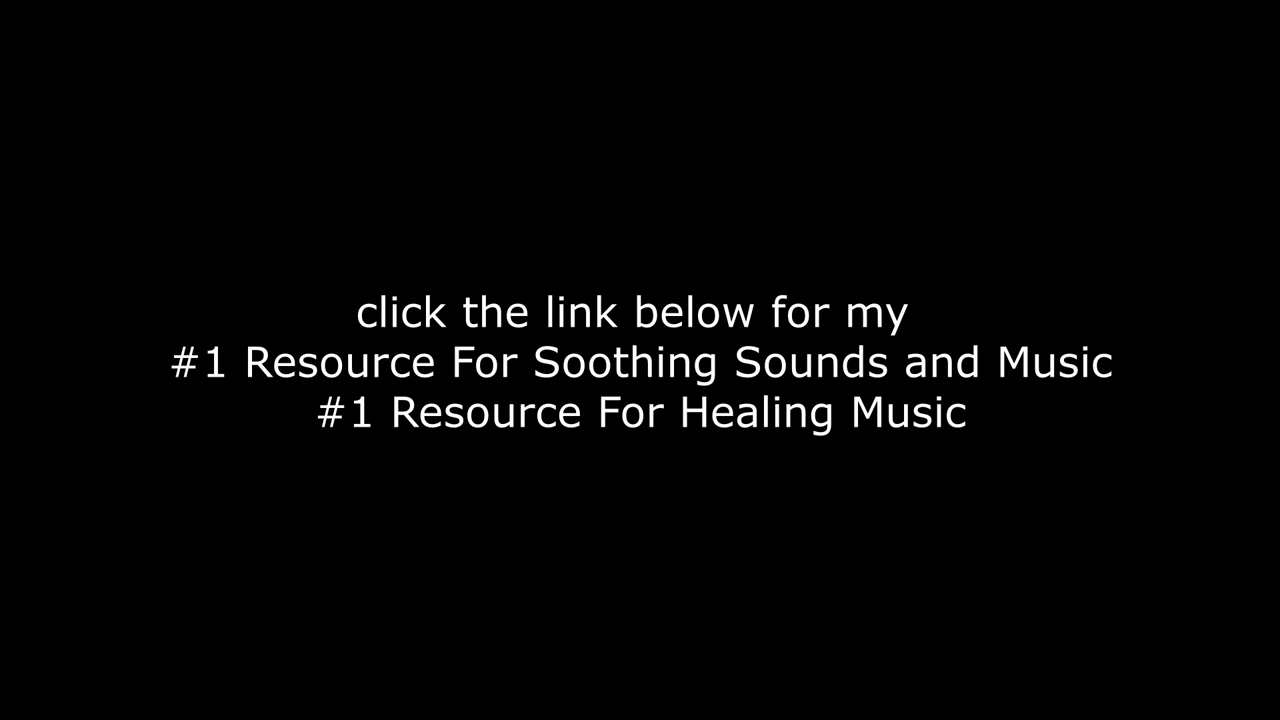 click the link below for my
#1 Resource For Soothing Sounds and Music
#1 Resource For Healing Music